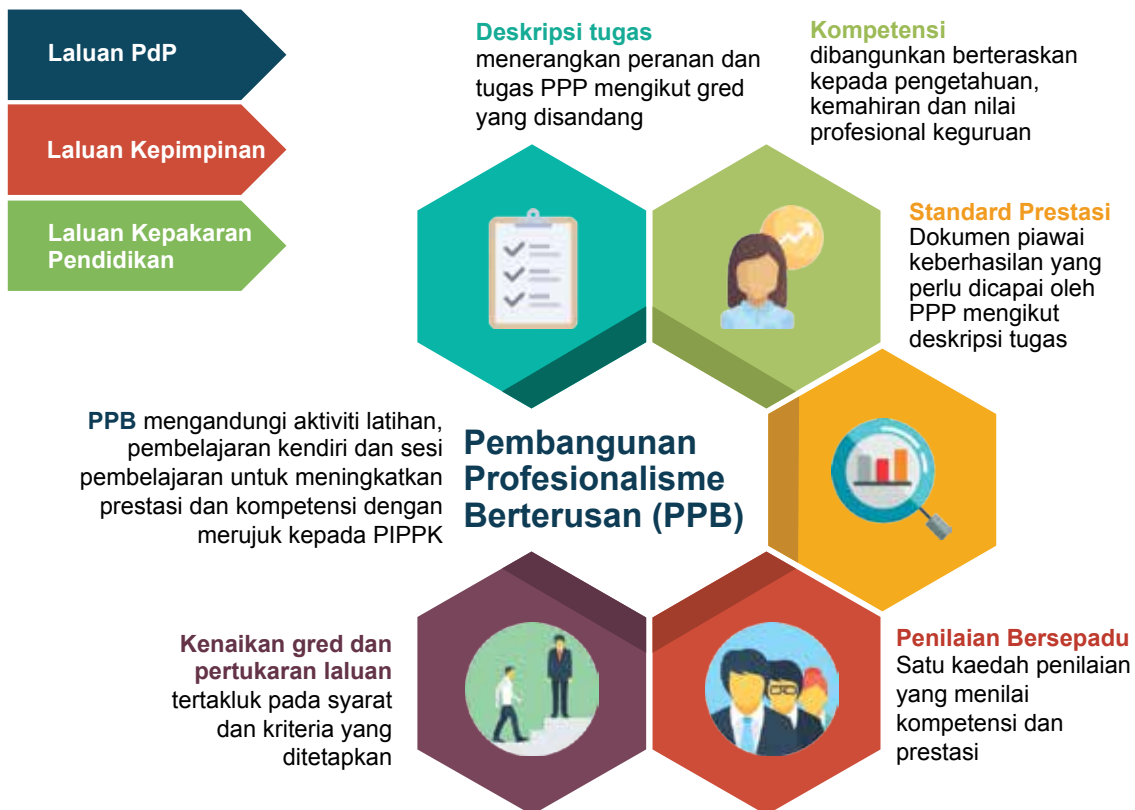 Laluan PdP
Laluan Kepimpinan
Laluan Kepakaran
Pendidikan
Deskripsi tugas
menerangkan peranan dan
tugas PPP mengikut gred
yang disandang
Kompetensi
dibangunkan berteraskan
kepada pengetahuan,
kemahiran dan nilai
profesional keguruan
Standard Prestasi
Dokumen piawai
keberhasilan yang
perlu dicapai oleh
PPP mengikut
deskripsi tugas
PPB mengandungi aktiviti latihan,
pembelajaran kendiri dan sesi
pembelajaran untuk meningkatkan
prestasi dan kompetensi dengan
merujuk kepada PIPPK
Pembangunan
Profesionalisme
Berterusan (PPB)
Kenaikan gred dan
pertukaran laluan
tertakluk pada syarat
dan kriteria yang
ditetapkan
Penilaian Bersepadu
Satu kaedah penilaian
yang menilai
kompetensi dan
prestasi